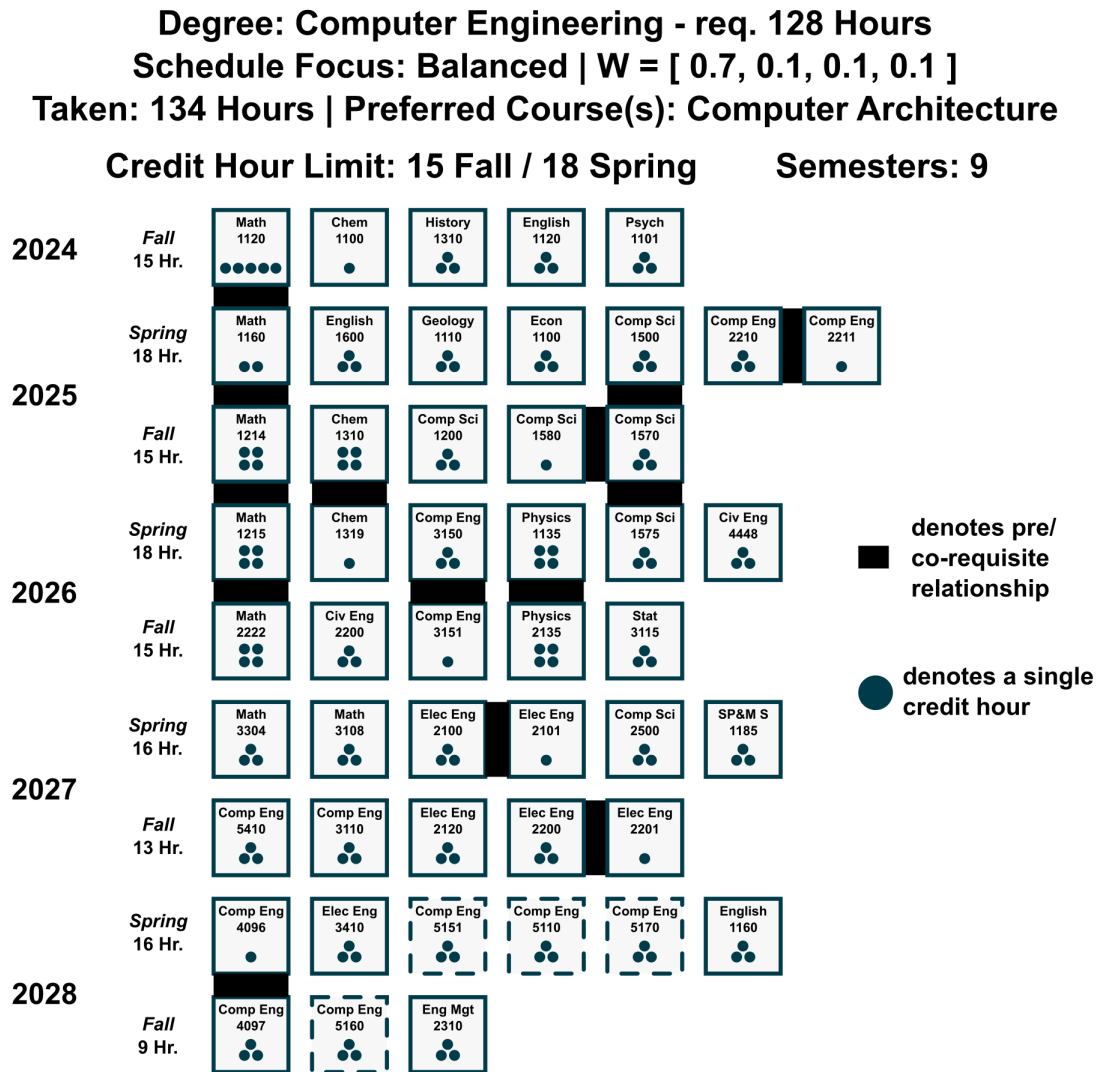 Degree: Computer Engineering - req. 128 Hours
Schedule Focus: Balanced | W = [ 0.7, 0.1, 0.1, 0.1 ]
Taken: 134 Hours | Preferred Course(s): Computer Architecture
Credit Hour Limit: 15 Fall / 18 Spring Semesters: 9
2024
Fall
15 Hr.
Math
1120
Chem
1100
History
1310
English
1120
Psych
1101
Spring
18 Hr.
Math
1160
English
1600
Geology
1110
Econ
1100
Comp Sci
1500
Comp Eng
2210
Comp Eng
2211
2025
Fall
15 Hr.
Math
1214
Chem
1310
Comp Sci
1200
Comp Sci
1580
Comp Sci
1570
Spring
18 Hr.
Math
1215
Chem
1319
Comp Eng
3150
Physics
1135
Comp Sci
1575
Civ Eng
4448
denotes pre/
co-requisite
relationship
2026
Fall
15 Hr.
Math
2222
Civ Eng
2200
Comp Eng
3151
Physics
2135
Stat
3115
denotes a single
credit hour
Spring
16 Hr.
Math
3304
Math
3108
Elec Eng
2100
Elec Eng
2101
Comp Sci
2500
SP&M S
1185
2027
Fall
13 Hr.
Comp Eng
5410
Comp Eng
3110
Elec Eng
2120
Elec Eng
2200
Elec Eng
2201
Spring
16 Hr.
Comp Eng
4096
Elec Eng
3410
Comp Eng
5151
Comp Eng
5110
Comp Eng
5170
English
1160
2028
Fall
9 Hr.
Comp Eng
4097
Comp Eng
5160
Eng Mgt
2310